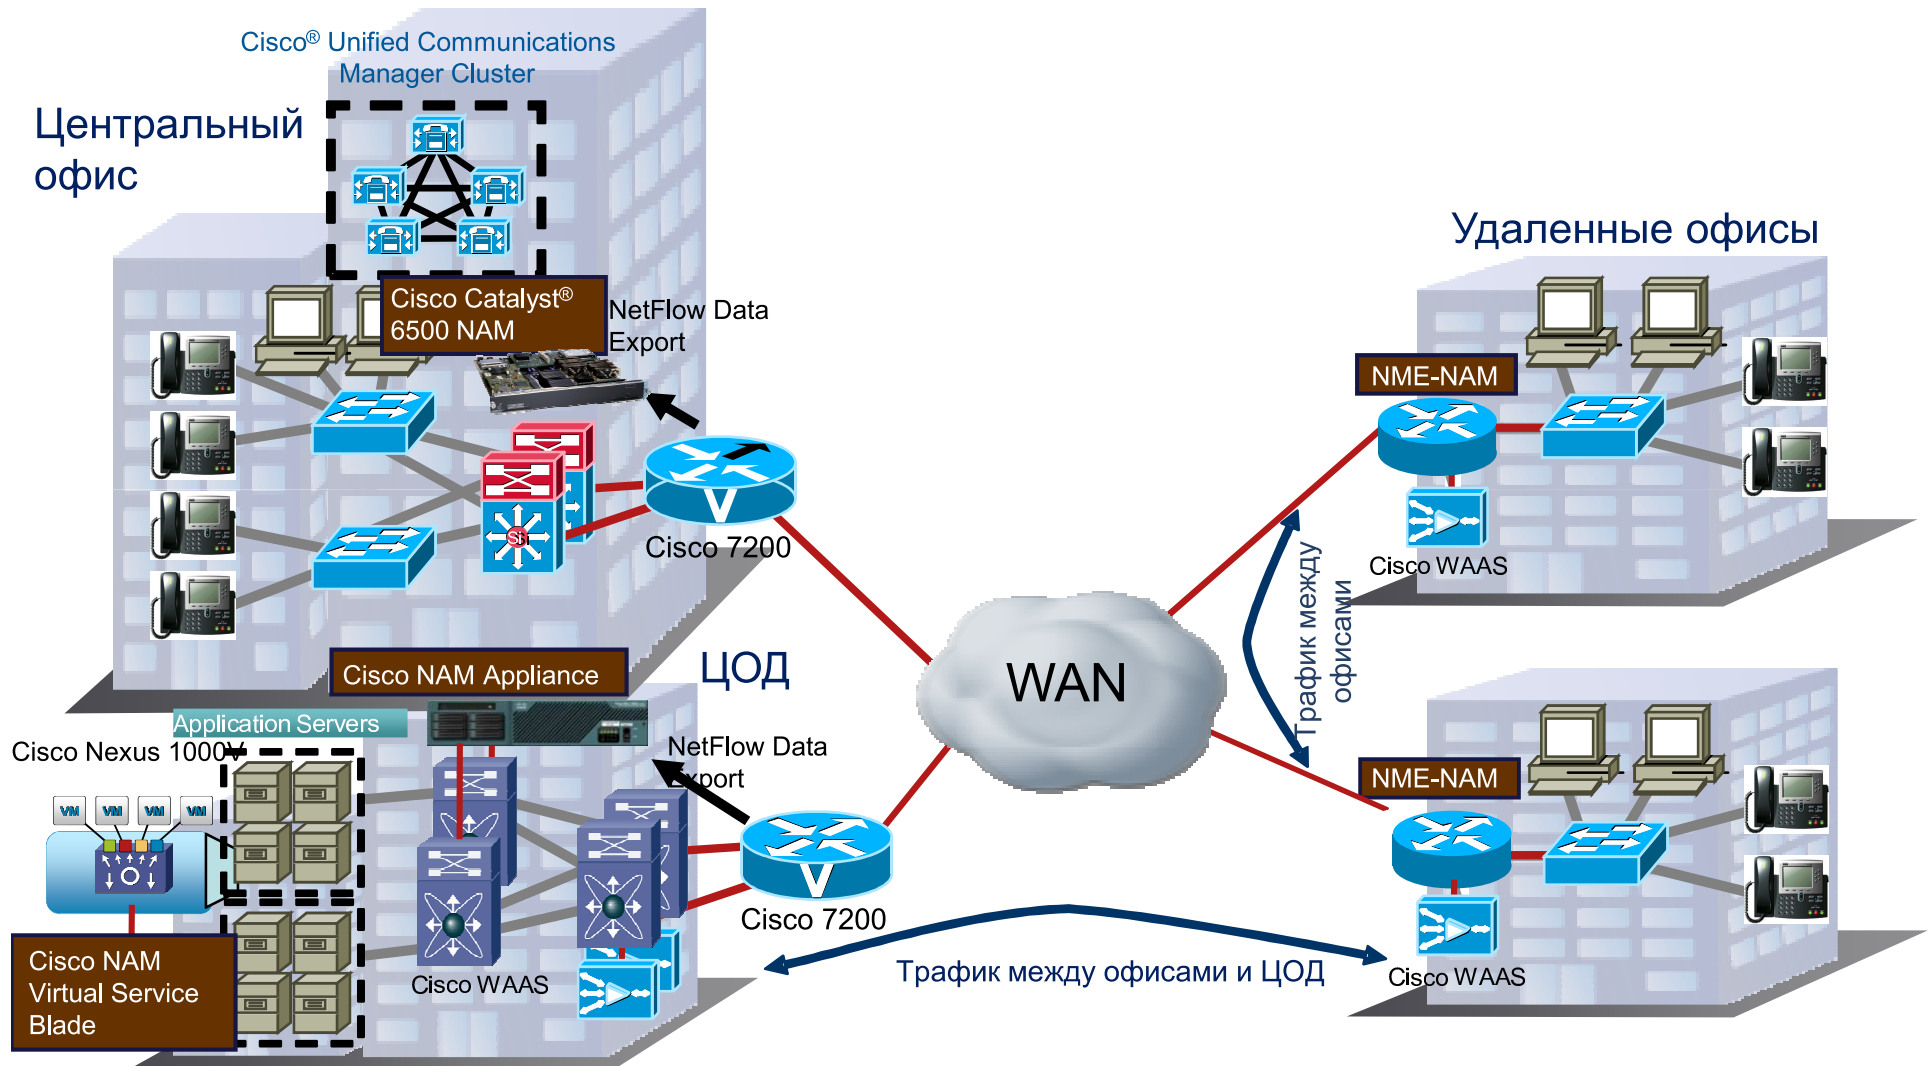 Cisco® Unified Communications
Manager Cluster
Центральный
офис
Cisco Catalyst®
6500 NAM
NetFlow Data
Export
Cisco 7200
Удаленные офисы
NME-NAM
Cisco WAAS
Трафик между
офисами
WAN
ЦОД
Cisco NAM Appliance
Application Servers
Cisco Nexus 1000V
VM VM VM VM
NetFlow Data
Export
Cisco 7200
Cisco NAM
Virtual Service
Blade
Cisco WAAS
Трафик между офисами и ЦОД
NME-NAM
Cisco WAAS